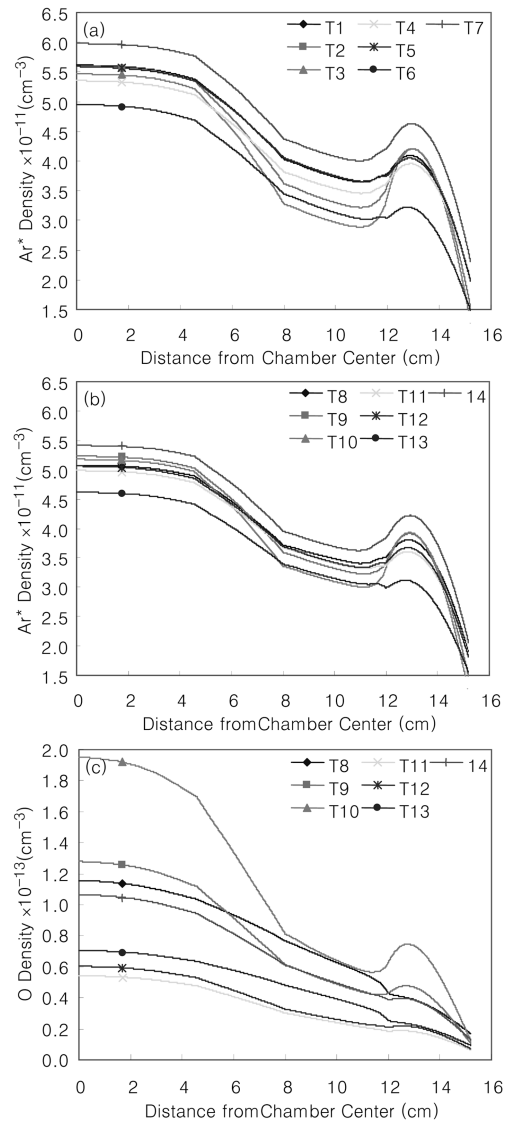 (a)
T1 T4 T7
T2 T5
T3 T6
6.5
6.0
5.5
5.0
4.5
4.0
3.5
3.0
2.5
2.0
1.5
Ar* Density ×10⁻¹¹(cm⁻³)
0 2 4 6 8 10 12 14 16
Distance from Chamber Center (cm)
(b)
T8 T11 14
T9 T12
T10 T13
6.5
6.0
5.5
5.0
4.5
4.0
3.5
3.0
2.5
2.0
1.5
Ar* Density ×10⁻¹¹(cm⁻³)
0 2 4 6 8 10 12 14 16
Distance fromChamber Center (cm)
(c)
T8 T11 14
T9 T12
T10 T13
2.0
1.8
1.6
1.4
1.2
1.0
0.8
0.6
0.4
0.2
0.0
O Density ×10⁻¹³(cm⁻³)
0 2 4 6 8 10 12 14 16
Distance fromChamber Center (cm)